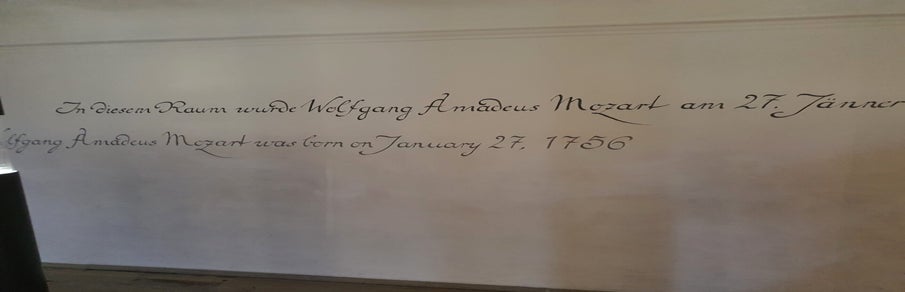 In diesem Raum wurde Wolfgang Amadeus Mozart am 27. Jänner
lfgang Amadeus Mozart was born on January 27, 1756